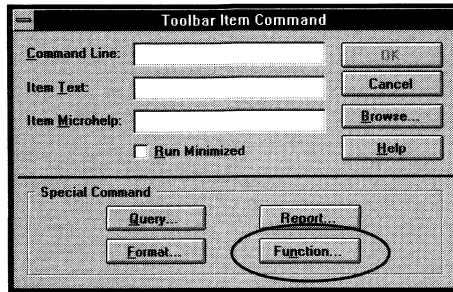 Toolbar Item Command
Command Line:
OK
Item Text:
Cancel
Item Microhelp:
Browse...
Run Minimized
Help
Special Command
Query...
Report...
Format...
Function...